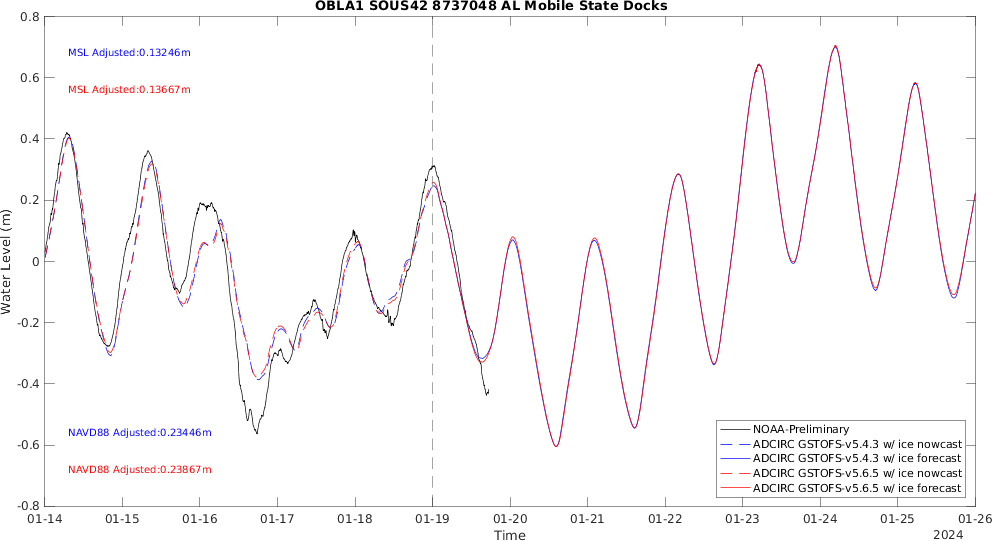 OBLA1 SOUS42 8737048 AL Mobile State Docks
0.8
0.6
0.4
0.2
0
-0.2
-0.4
-0.6
-0.8
Water Level (m)
MSL Adjusted:0.13246m
MSL Adjusted:0.13667m
NAVD88 Adjusted:0.23446m
NAVD88 Adjusted:0.23867m
NOAA-Preliminary
ADCIRC GSTOFS-v5.4.3 w/ ice nowcast
ADCIRC GSTOFS-v5.4.3 w/ ice forecast
ADCIRC GSTOFS-v5.6.5 w/ ice nowcast
ADCIRC GSTOFS-v5.6.5 w/ ice forecast
01-14 01-15 01-16 01-17 01-18 01-19 01-20 01-21 01-22 01-23 01-24 01-25 01-26
Time
2024